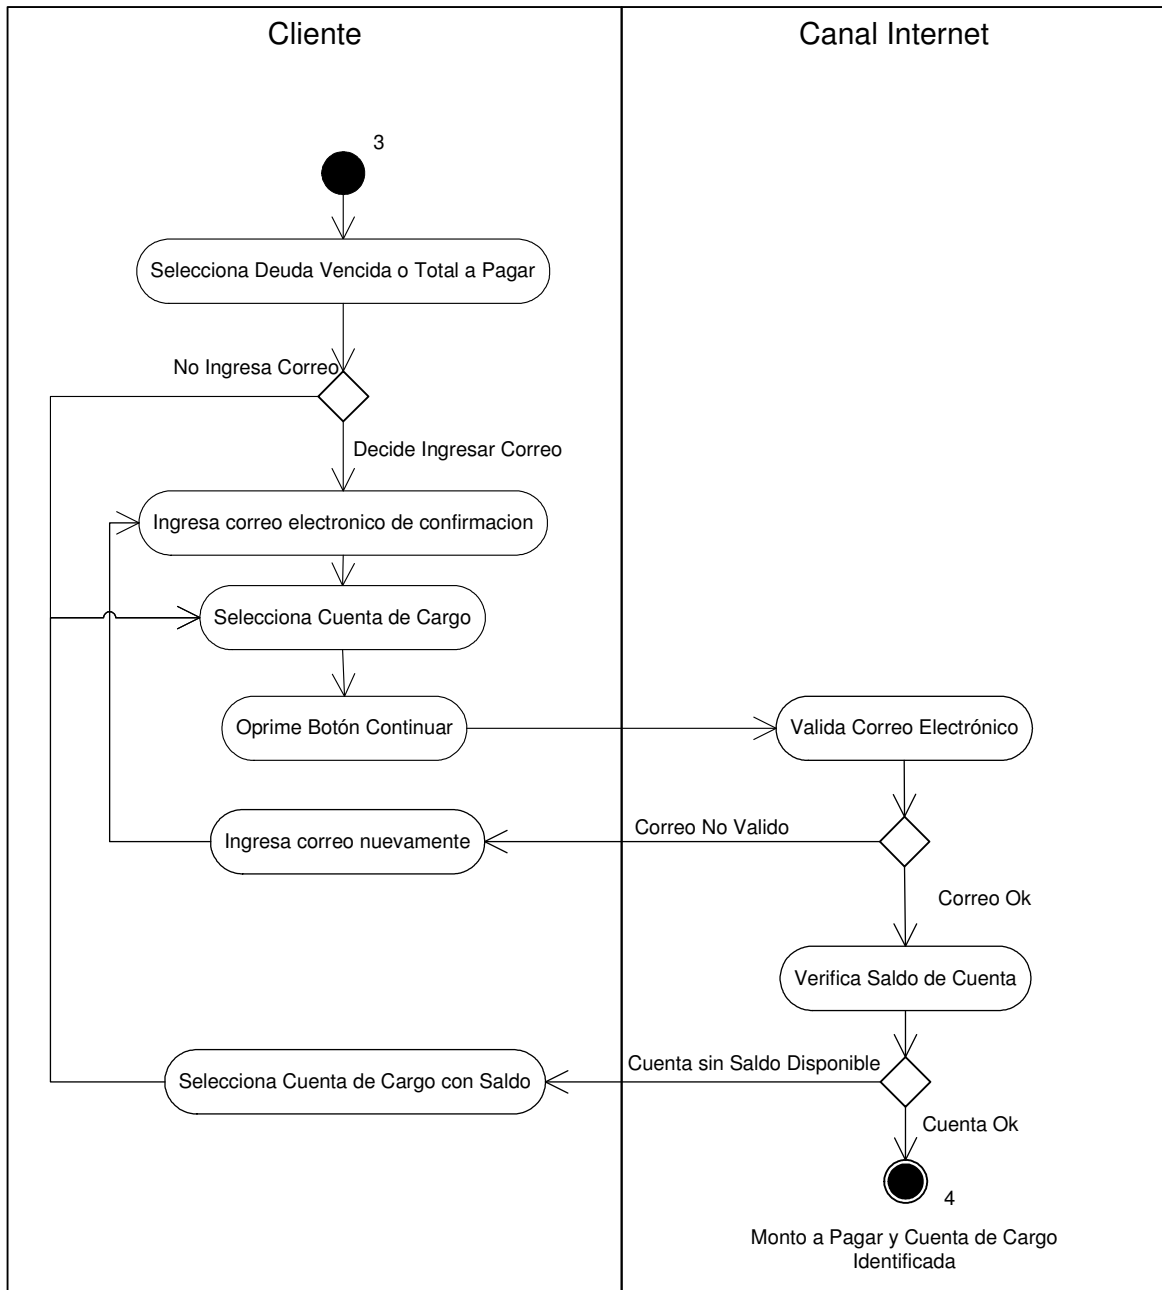 Cliente
Canal Internet
3
Selecciona Deuda Vencida o Total a Pagar
No Ingresa Correo
Decide Ingresar Correo
Ingresa correo electronico de confirmacion
Selecciona Cuenta de Cargo
Oprime Botón Continuar
Valida Correo Electrónico
Correo No Valido
Ingresa correo nuevamente
Correo Ok
Verifica Saldo de Cuenta
Cuenta sin Saldo Disponible
Selecciona Cuenta de Cargo con Saldo
Cuenta Ok
4
Monto a Pagar y Cuenta de Cargo
Identificada